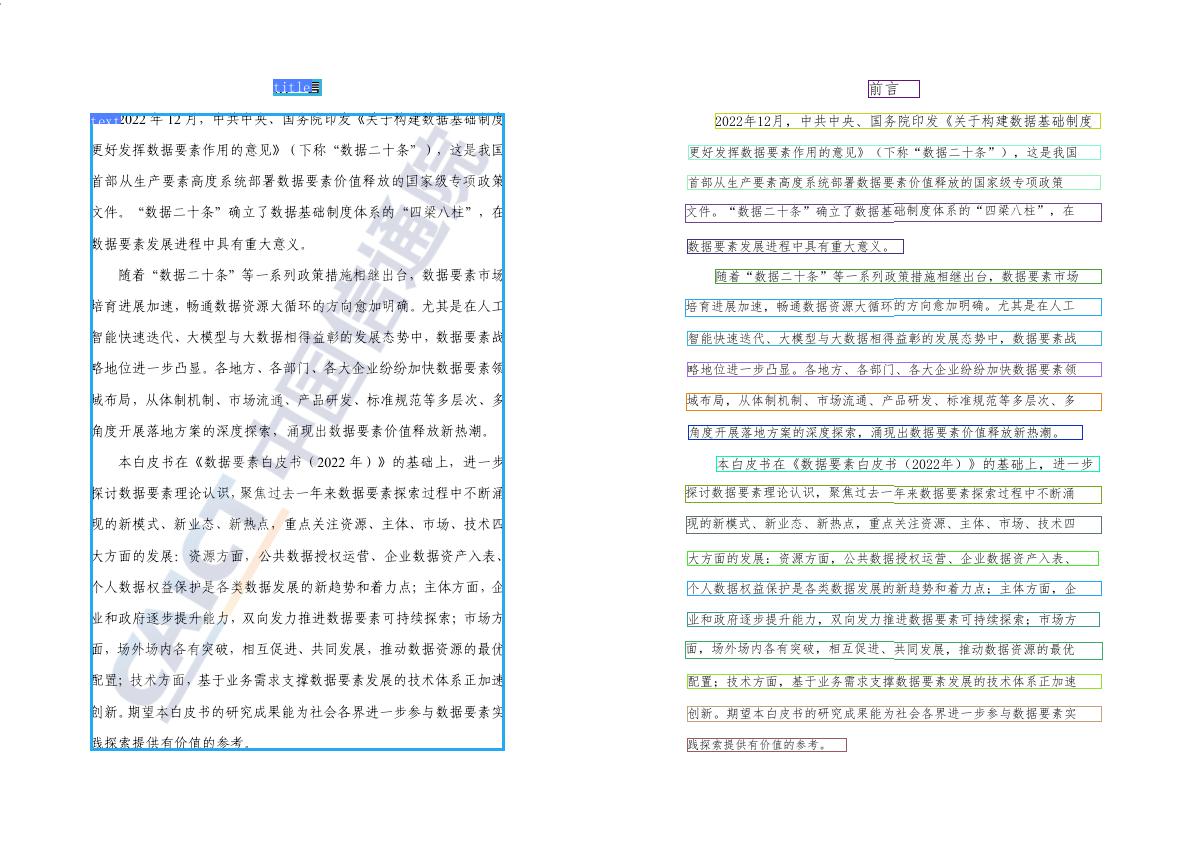 title
text 2022 年 12 月，中共中央、国务院印发《关于构建数据基础制度
更好发挥数据要素作用的意见》（下称“数据二十条”），这是我国
首部从生产要素高度系统部署数据要素价值释放的国家级专项政策
文件。“数据二十条”确立了数据基础制度体系的“四梁八柱”，在
数据要素发展进程中具有重大意义。
随着“数据二十条”等一系列政策措施相继出台，数据要素市场
培育进展加速，畅通数据资源大循环的方向愈加明确。尤其是在人工
智能快速迭代、大模型与大数据相得益彰的发展态势中，数据要素战
略地位进一步凸显。各地方、各部门、各大企业纷纷加快数据要素领
域布局，从体制机制、市场流通、产品研发、标准规范等多层次、多
角度开展落地方案的深度探索，涌现出数据要素价值释放新热潮。
本白皮书在《数据要素白皮书（2022 年）》的基础上，进一步
探讨数据要素理论认识，聚焦过去一年来数据要素探索过程中不断涌
现的新模式、新业态、新热点，重点关注资源、主体、市场、技术四
大方面的发展：资源方面，公共数据授权运营、企业数据资产入表、
个人数据权益保护是各类数据发展的新趋势和着力点；主体方面，企
业和政府逐步提升能力，双向发力推进数据要素可持续探索；市场方
面，场外场内各有突破，相互促进、共同发展，推动数据资源的最优
配置；技术方面，基于业务需求支撑数据要素发展的技术体系正加速
创新。期望本白皮书的研究成果能为社会各界进一步参与数据要素实
践探索提供有价值的参考。
CAICT 中国信通院
前言
2022年12月，中共中央、国务院印发《关于构建数据基础制度
更好发挥数据要素作用的意见》（下称“数据二十条”），这是我国
首部从生产要素高度系统部署数据要素价值释放的国家级专项政策
文件。“数据二十条”确立了数据基础制度体系的“四梁八柱”，在
数据要素发展进程中具有重大意义。
随着“数据二十条”等一系列政策措施相继出台，数据要素市场
培育进展加速，畅通数据资源大循环的方向愈加明确。尤其是在人工
智能快速迭代、大模型与大数据相得益彰的发展态势中，数据要素战
略地位进一步凸显。各地方、各部门、各大企业纷纷加快数据要素领
域布局，从体制机制、市场流通、产品研发、标准规范等多层次、多
角度开展落地方案的深度探索，涌现出数据要素价值释放新热潮。
本白皮书在《数据要素白皮书（2022年）》的基础上，进一步
探讨数据要素理论认识，聚焦过去一年来数据要素探索过程中不断涌
现的新模式、新业态、新热点，重点关注资源、主体、市场、技术四
大方面的发展：资源方面，公共数据授权运营、企业数据资产入表、
个人数据权益保护是各类数据发展的新趋势和着力点；主体方面，企
业和政府逐步提升能力，双向发力推进数据要素可持续探索；市场方
面，场外场内各有突破，相互促进、共同发展，推动数据资源的最优
配置；技术方面，基于业务需求支撑数据要素发展的技术体系正加速
创新。期望本白皮书的研究成果能为社会各界进一步参与数据要素实
践探索提供有价值的参考。